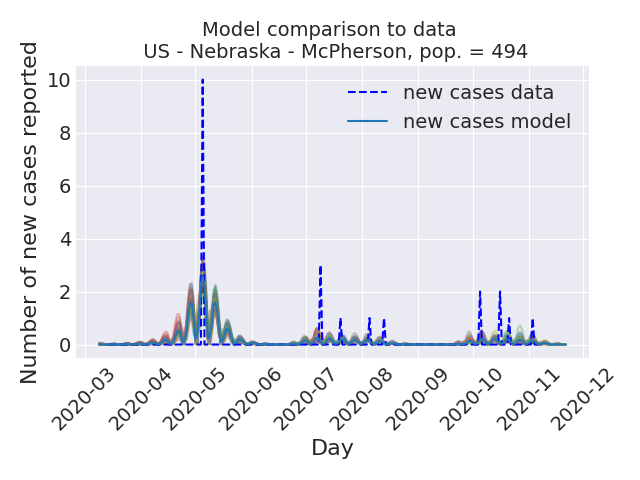 Model comparison to data
US - Nebraska - McPherson, pop. = 494
Number of new cases reported
10
8
6
4
2
0
new cases data
new cases model
2020-03
2020-04
2020-05
2020-06
2020-07
2020-08
2020-09
2020-10
2020-11
2020-12
Day